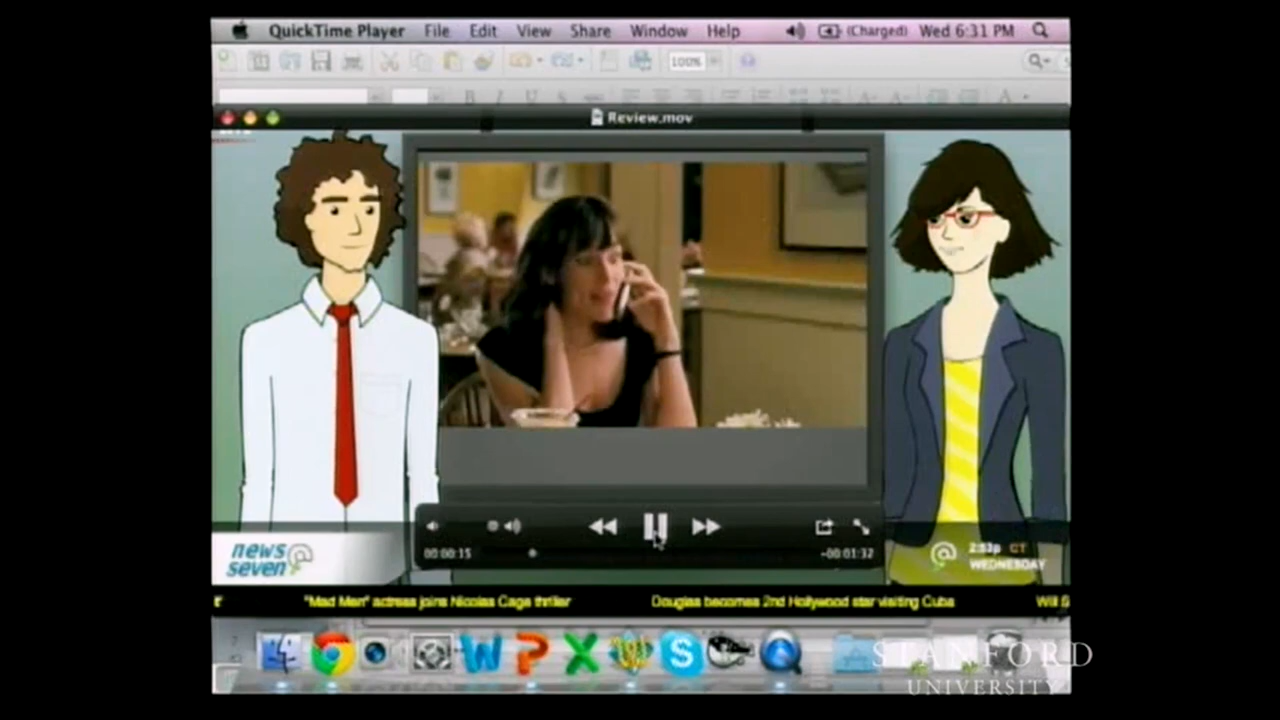 QuickTime Player File Edit View Share Window Help (Charged) Wed 6:31 PM
100%
Review.mov
00:00:15
-00:01:32
news
seven
2:53p CT
WEDNESDAY
"Mad Men" actress joins Nicolas Cage thriller Douglas becomes 2nd Hollywood star visiting Cuba Will
STANFORD
UNIVERSITY